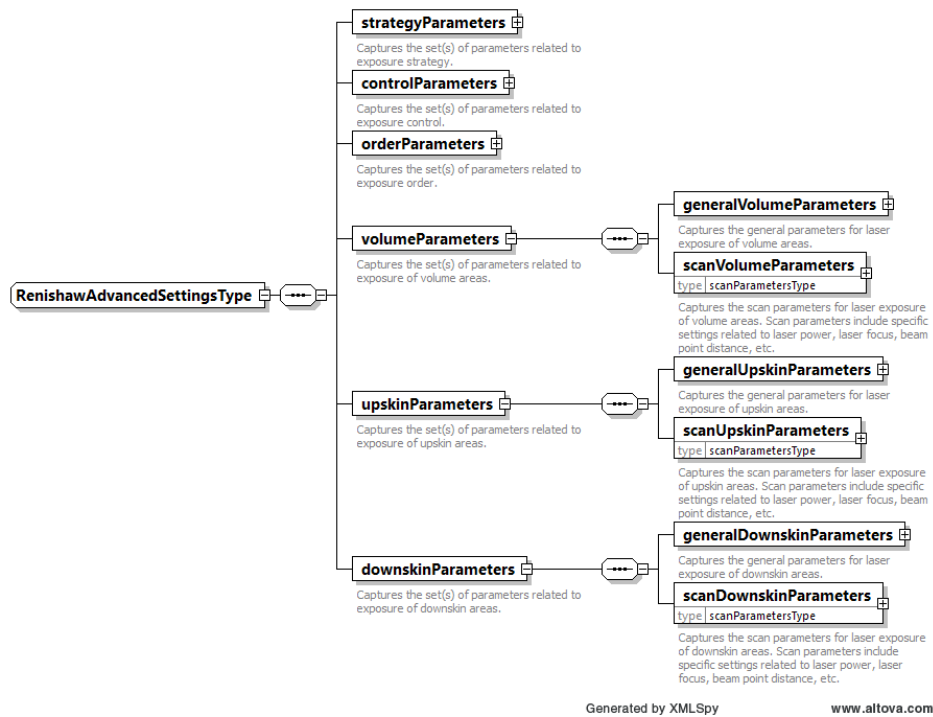 strategyParameters
Captures the set(s) of parameters related to
exposure strategy.
controlParameters
Captures the set(s) of parameters related to
exposure control.
orderParameters
Captures the set(s) of parameters related to
exposure order.
generalVolumeParameters
Captures the general parameters for laser
exposure of volume areas.
volumeParameters
Captures the set(s) of parameters related to
exposure of volume areas.
scanVolumeParameters
type scanParametersType
Captures the scan parameters for laser exposure
of volume areas. Scan parameters include specific
settings related to laser power, laser focus, beam
point distance, etc.
RenishawAdvancedSettingsType
generalUpskinParameters
Captures the general parameters for laser
exposure of upskin areas.
upskinParameters
Captures the set(s) of parameters related to
exposure of upskin areas.
scanUpskinParameters
type scanParametersType
Captures the scan parameters for laser exposure
of upskin areas. Scan parameters include specific
settings related to laser power, laser focus, beam
point distance, etc.
generalDownskinParameters
Captures the general parameters for laser
exposure of downskin areas.
downskinParameters
Captures the set(s) of parameters related to
exposure of downskin areas.
scanDownskinParameters
type scanParametersType
Captures the scan parameters for laser exposure
of downskin areas. Scan parameters include
specific settings related to laser power, laser
focus, beam point distance, etc.
Generated by XMLSpy www.altova.com